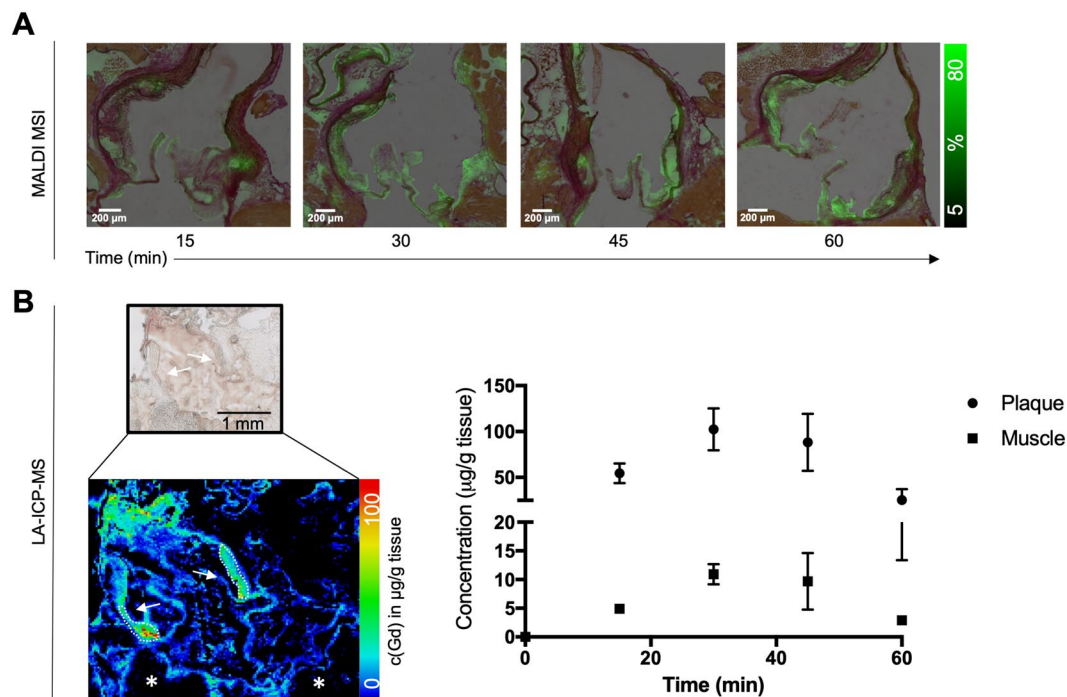 A
MALDI MSI
200 µm
200 µm
200 µm
200 µm
5 % 80
15 30 45 60
Time (min)
B
LA-ICP-MS
1 mm
0 100
c(Gd) in µg/g tissue
* *
Concentration (µg/g tissue)
150
100
50
20
15
10
5
0
0 20 40 60
Time (min)
Plaque
Muscle